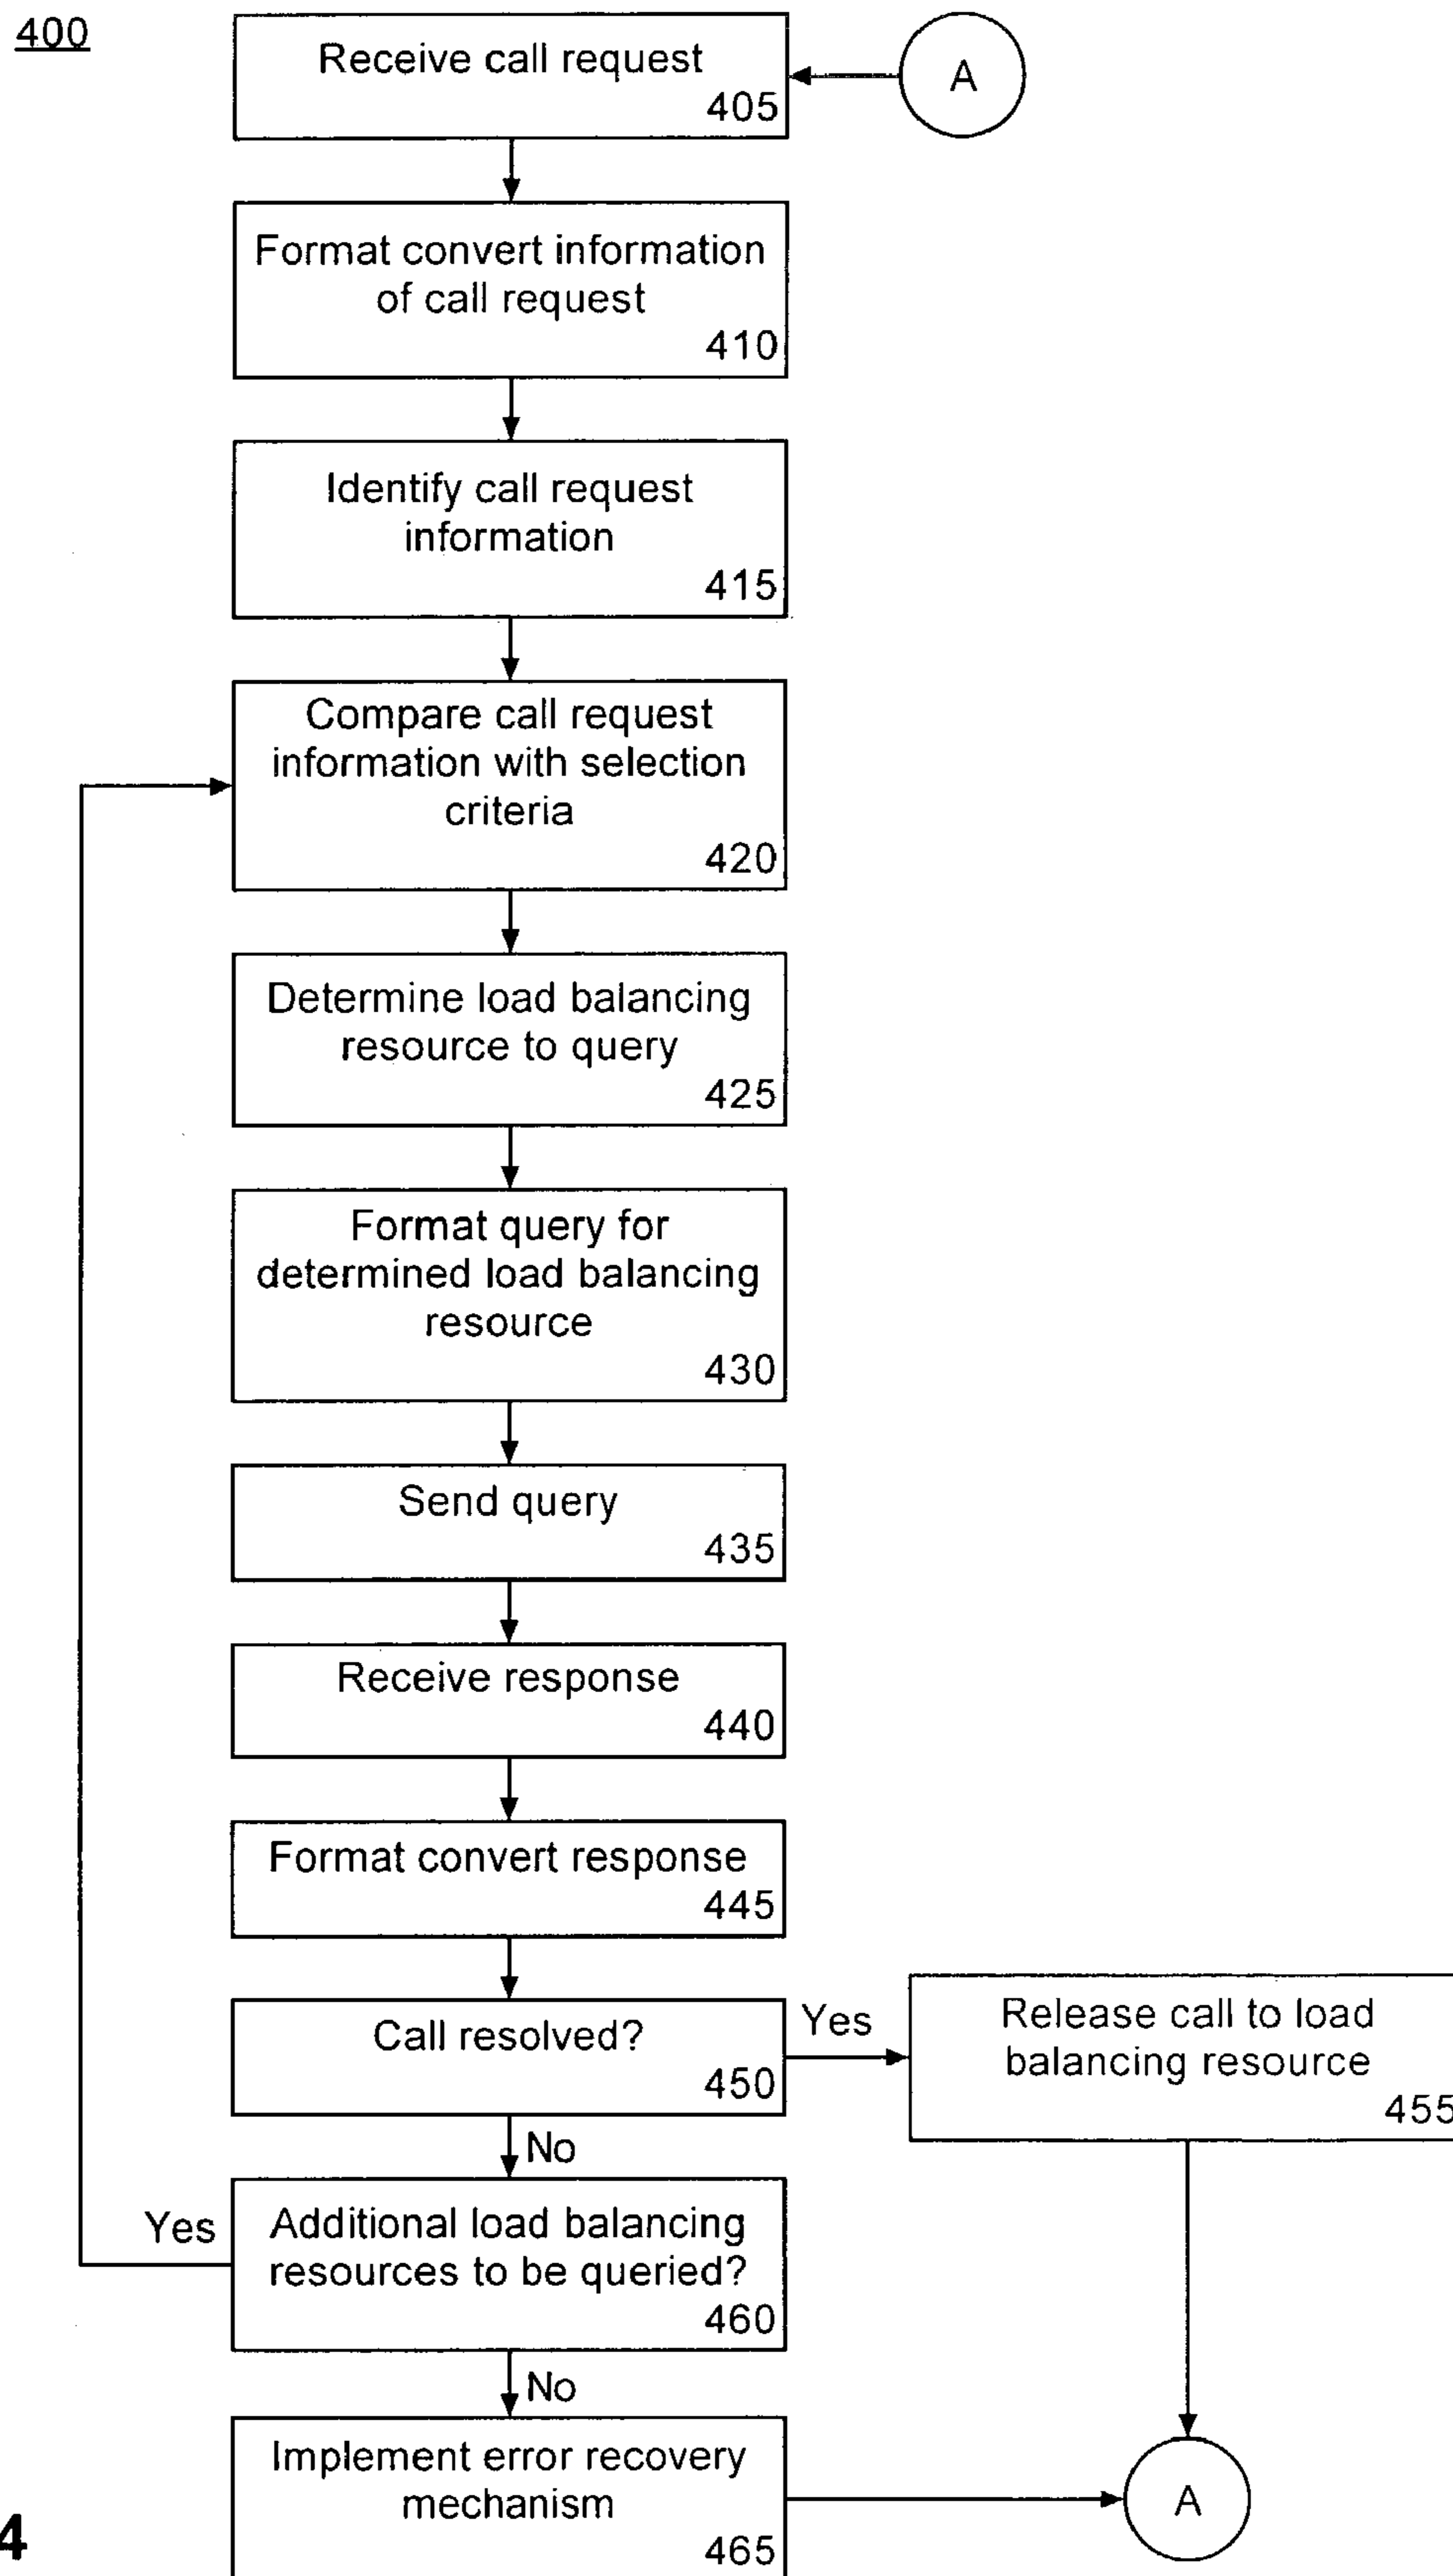 400
Receive call request
405
A
Format convert information
of call request
410
Identify call request
information
415
Compare call request
information with selection
criteria
420
Determine load balancing
resource to query
425
Format query for
determined load balancing
resource
430
Send query
435
Receive response
440
Format convert response
445
Call resolved?
450
Yes
Release call to load
balancing resource
455
No
Yes
Additional load balancing
resources to be queried?
460
No
Implement error recovery
mechanism
465
A
4